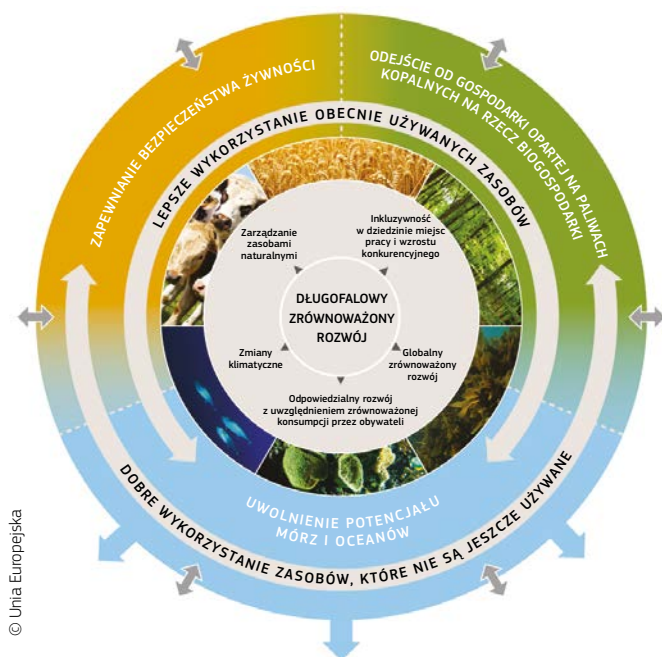 ZAPEWNIANIE BEZPIECZEŃSTWA ŻYWNOŚCI
ODEJŚCIE OD GOSPODARKI OPARTEJ NA PALIWACH
KOPALNYCH NA RZECZ BIOGOSPODARKI
LEPSZE WYKORZYSTANIE OBECNIE UŻYWANYCH ZASOBÓW
Zarządzanie
zasobami
naturalnymi
Inkluzywność
w dziedzinie miejsc
pracy i wzrostu
konkurencyjnego
DŁUGOFALOWY
ZRÓWNOWAŻONY
ROZWÓJ
Zmiany
klimatyczne
Globalny
zrównoważony
rozwój
Odpowiedzialny rozwój
z uwzględnieniem zrównoważonej
konsumpcji przez obywateli
UWOLNIENIE POTENCJAŁU
MÓRZ I OCEANÓW
DOBRE WYKORZYSTANIE ZASOBÓW, KTÓRE NIE SĄ JESZCZE UŻYWANE
© Unia Europejska